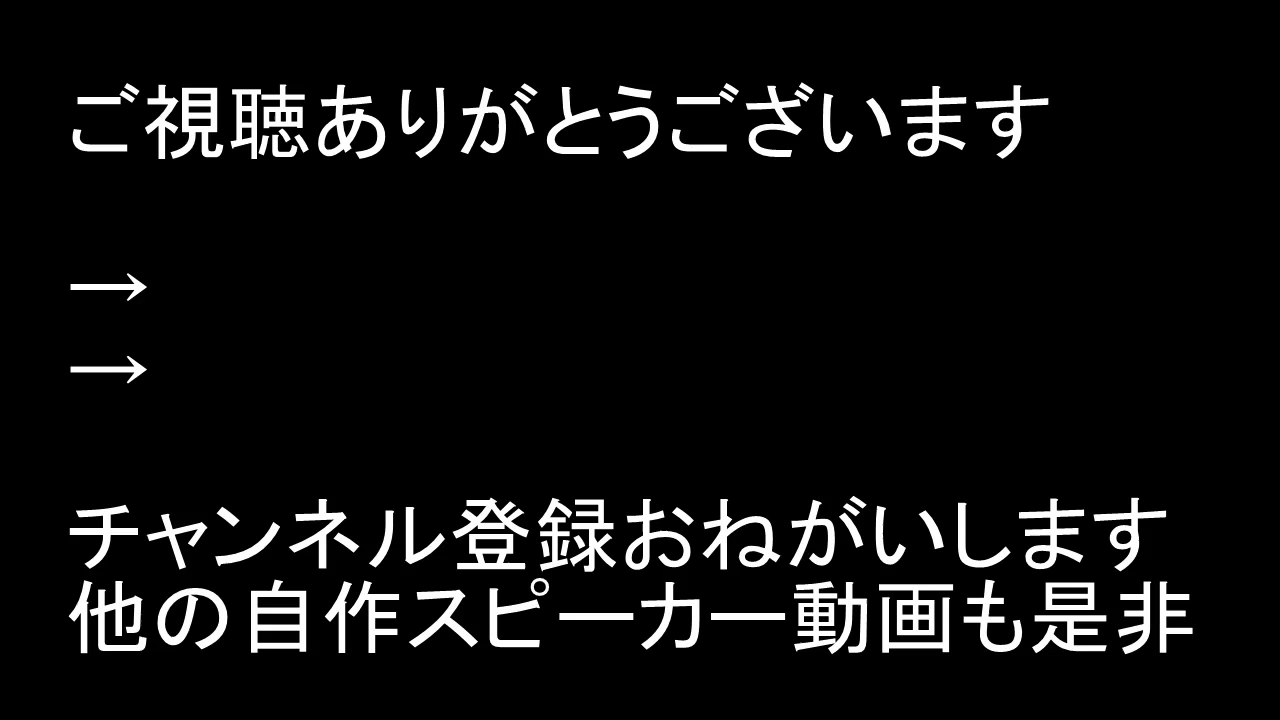 ご視聴ありがとうございます
→
→
チャンネル登録おねがいします
他の自作スピーカー動画も是非